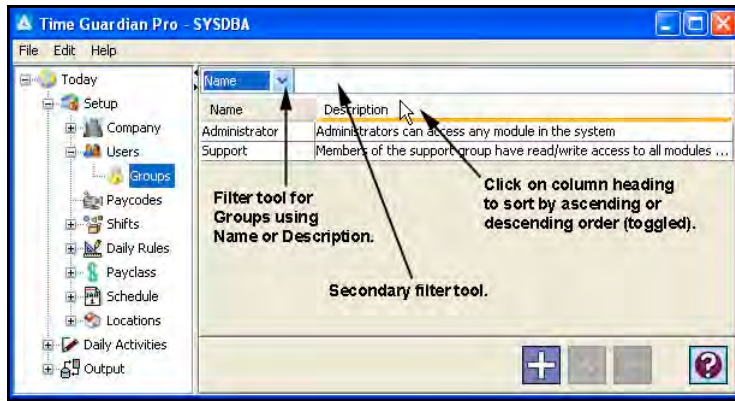 Time Guardian Pro - SYSDBA
File Edit Help
Today
Setup
Company
Users
Groups
Paycodes
Shifts
Daily Rules
Payclass
Schedule
Locations
Daily Activities
Output
Name
Name Description
Administrator Administrators can access any module in the system
Support Members of the support group have read/write access to all modules ...
Filter tool for
Groups using
Name or Description.
Click on column heading
to sort by ascending or
descending order (toggled).
Secondary filter tool.